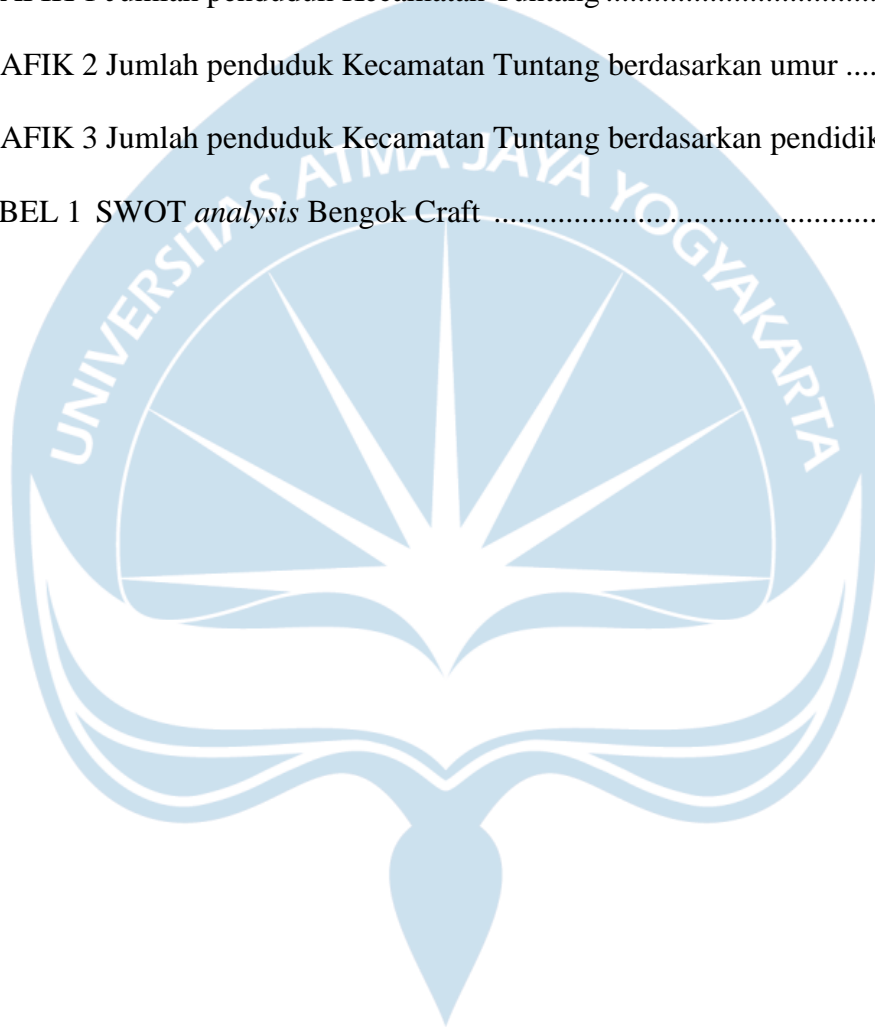 AFIK 2 Jumlah penduduk Kecamatan Tuntang berdasarkan umur ....
AFIK 3 Jumlah penduduk Kecamatan Tuntang berdasarkan pendidik
BEL 1 SWOT analysis Bengok Craft ................................................
UNIVERSITAS ATMA JAYA YOGYAKARTA